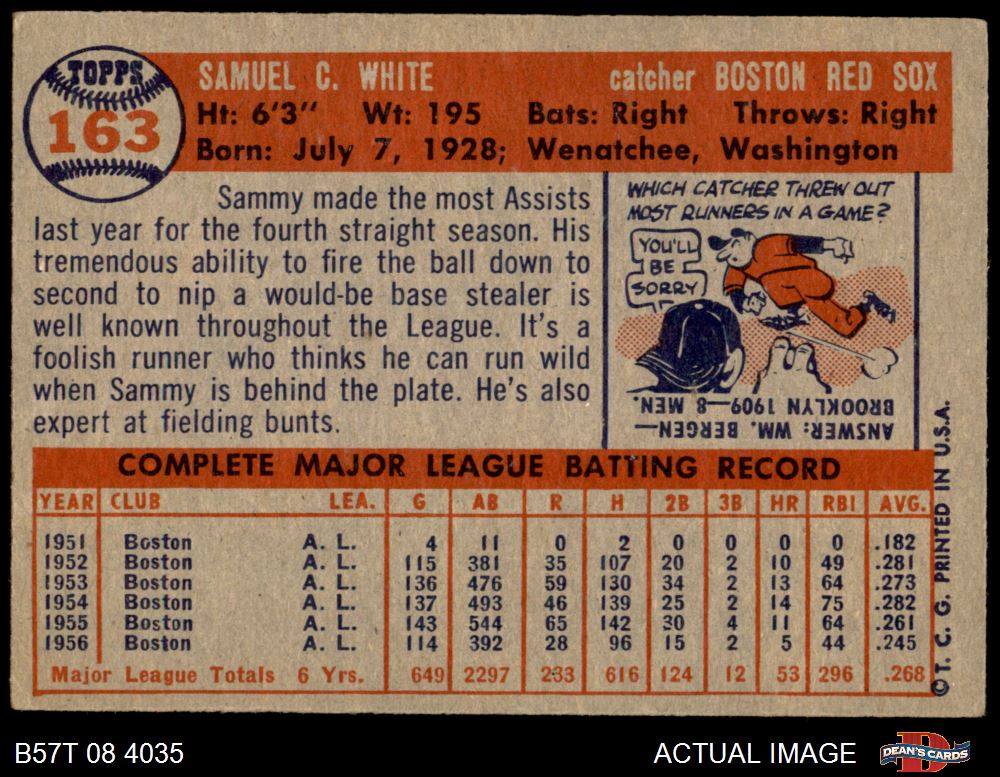 TOPPS
163
SAMUEL C. WHITE catcher BOSTON RED SOX
Ht: 6'3" Wt: 195 Bats: Right Throws: Right
Born: July 7, 1928; Wenatchee, Washington
Sammy made the most Assists
last year for the fourth straight season. His
tremendous ability to fire the ball down to
second to nip a would-be base stealer is
well known throughout the League. It's a
foolish runner who thinks he can run wild
when Sammy is behind the plate. He's also
expert at fielding bunts.
WHICH CATCHER THREW OUT
MOST RUNNERS IN A GAME?
YOU'LL
BE
SORRY
ANSWER: WM. BERGEN—
BROOKLYN 1909—8 MEN.
COMPLETE MAJOR LEAGUE BATTING RECORD
YEAR CLUB LEA. G AB R H 2B 3B HR RBI AVG.
1951 Boston A. L. 4 11 0 2 0 0 0 0 .182
1952 Boston A. L. 115 381 35 107 20 2 10 49 .281
1953 Boston A. L. 136 476 59 130 34 2 13 64 .273
1954 Boston A. L. 137 493 46 139 25 2 14 75 .282
1955 Boston A. L. 143 544 65 142 30 4 11 64 .261
1956 Boston A. L. 114 392 28 96 15 2 5 44 .245
Major League Totals 6 Yrs. 649 2297 233 616 124 12 53 296 .268
©T. C. G. PRINTED IN U.S.A.
B57T 08 4035
ACTUAL IMAGE
DEAN'S CARDS